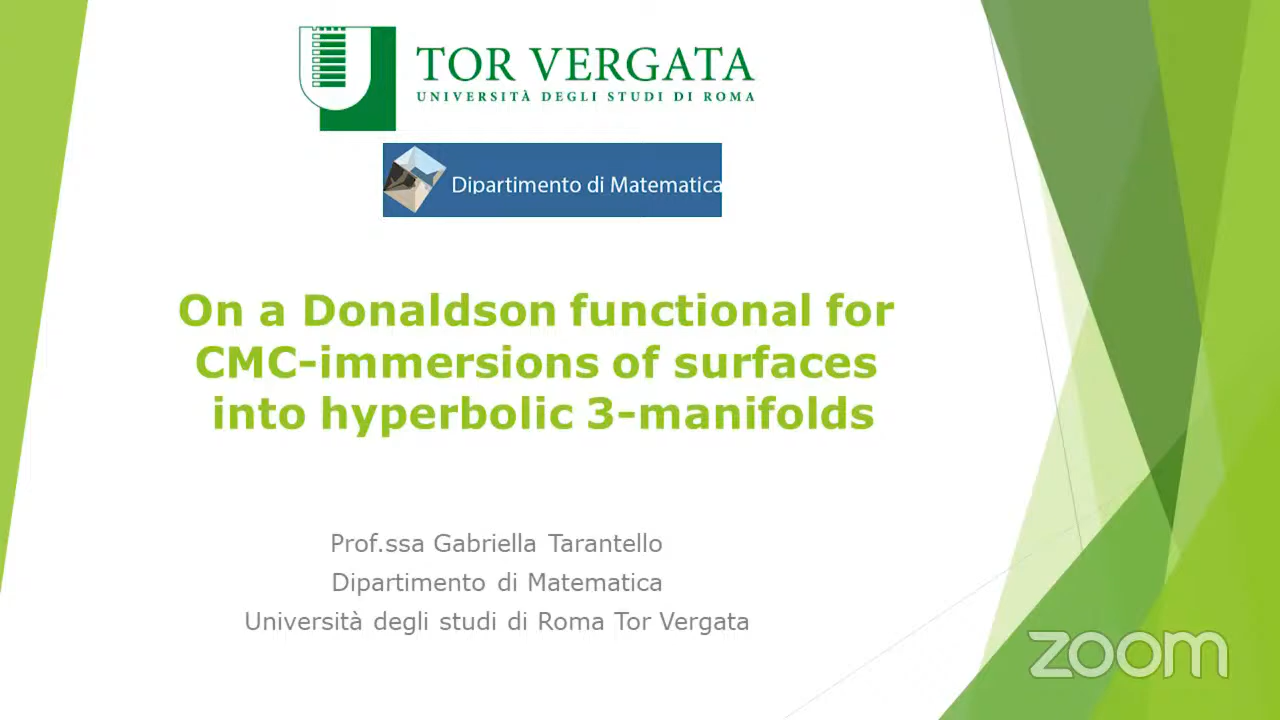 TOR VERGATA
UNIVERSITÀ DEGLI STUDI DI ROMA
Dipartimento di Matematica
On a Donaldson functional for
CMC-immersions of surfaces
into hyperbolic 3-manifolds
Prof.ssa Gabriella Tarantello
Dipartimento di Matematica
Università degli studi di Roma Tor Vergata
zoom